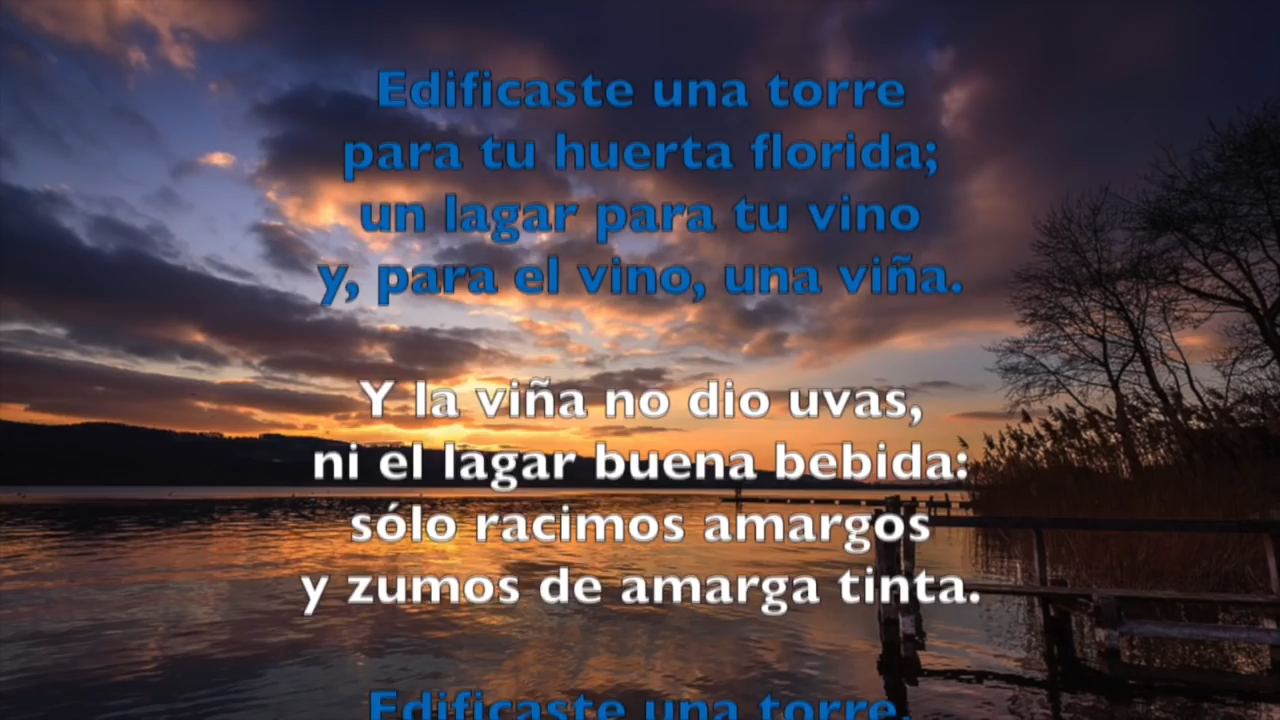 Edificaste una torre
para tu huerta florida;
un lagar para tu vino
y, para el vino, una viña.
Y la viña no dio uvas,
ni el lagar buena bebida:
sólo racimos amargos
y zumos de amarga tinta.
Edificaste una torre,